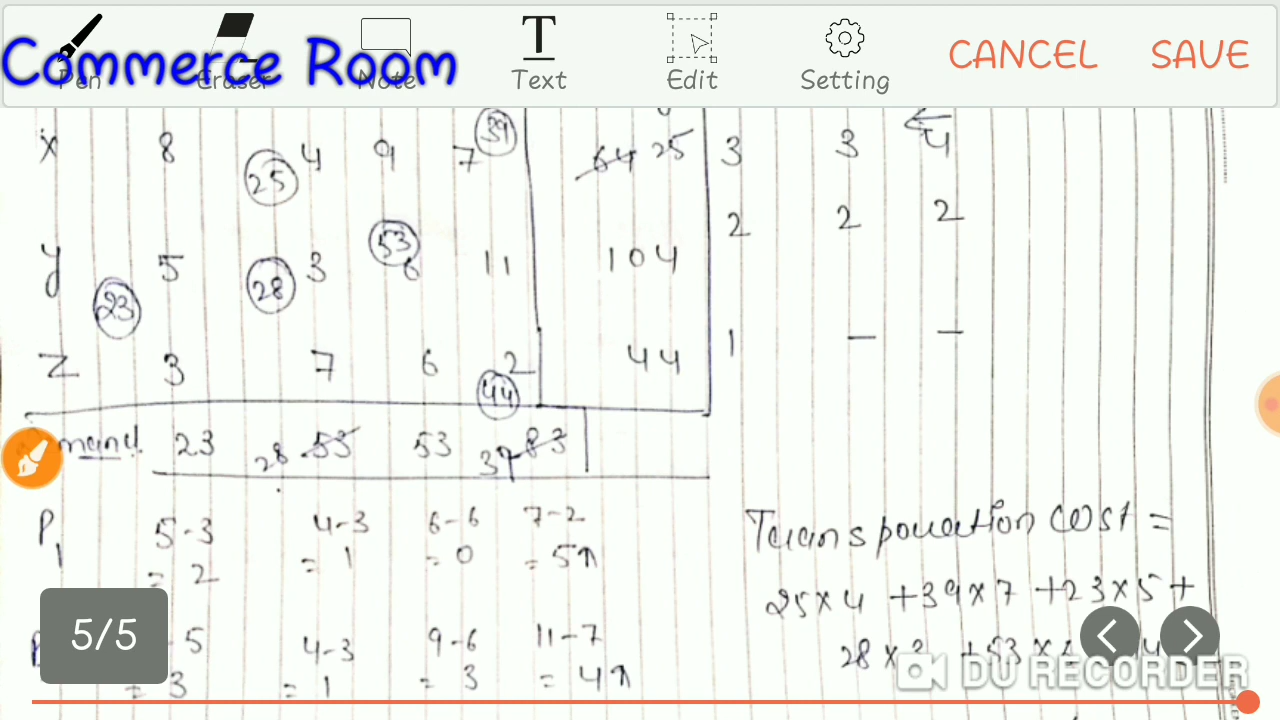 Commerce Room
Pen Eraser Note Text Edit Setting CANCEL SAVE
X 8 25 4 9 7 39 64 25 3 3 4
Y 23 5 28 3 53 6 11 104 2 2 2
Z 3 7 6 2 44 44 1 — —
mand 23 28 53 53 39 83
P1 5-3 4-3 6-6 7-2
= 2 = 1 = 0 = 5↑
5 4-3 9-6 11-7
= 3 = 1 = 3 = 4↑
Transportation cost =
25×4 +39×7 +23×5+
28× +53×
5/5
DU RECORDER